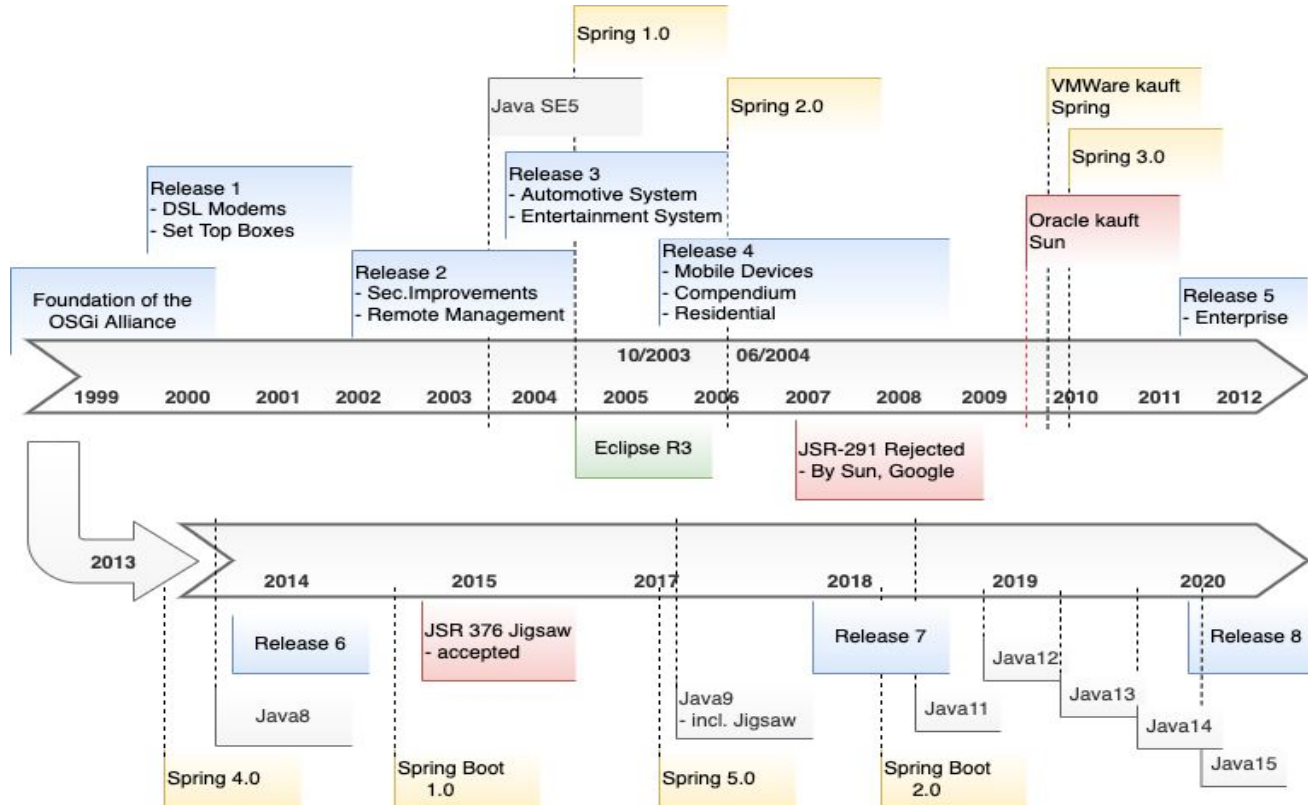 Spring 1.0
Java SE5
Spring 2.0
VMWare kauft
Spring
Spring 3.0
Release 1
- DSL Modems
- Set Top Boxes
Release 3
- Automotive System
- Entertainment System
Oracle kauft
Sun
Foundation of the
OSGi Alliance
Release 2
- Sec.Improvements
- Remote Management
Release 4
- Mobile Devices
- Compendium
- Residential
Release 5
- Enterprise
10/2003 06/2004
1999 2000 2001 2002 2003 2004 2005 2006 2007 2008 2009 2010 2011 2012
Eclipse R3
JSR-291 Rejected
- By Sun, Google
2013
2014 2015 2017 2018 2019 2020
Release 6
JSR 376 Jigsaw
- accepted
Release 7
Release 8
Java12
Java8
Java9
- incl. Jigsaw
Java11
Java13
Java14
Java15
Spring 4.0
Spring Boot
1.0
Spring 5.0
Spring Boot
2.0